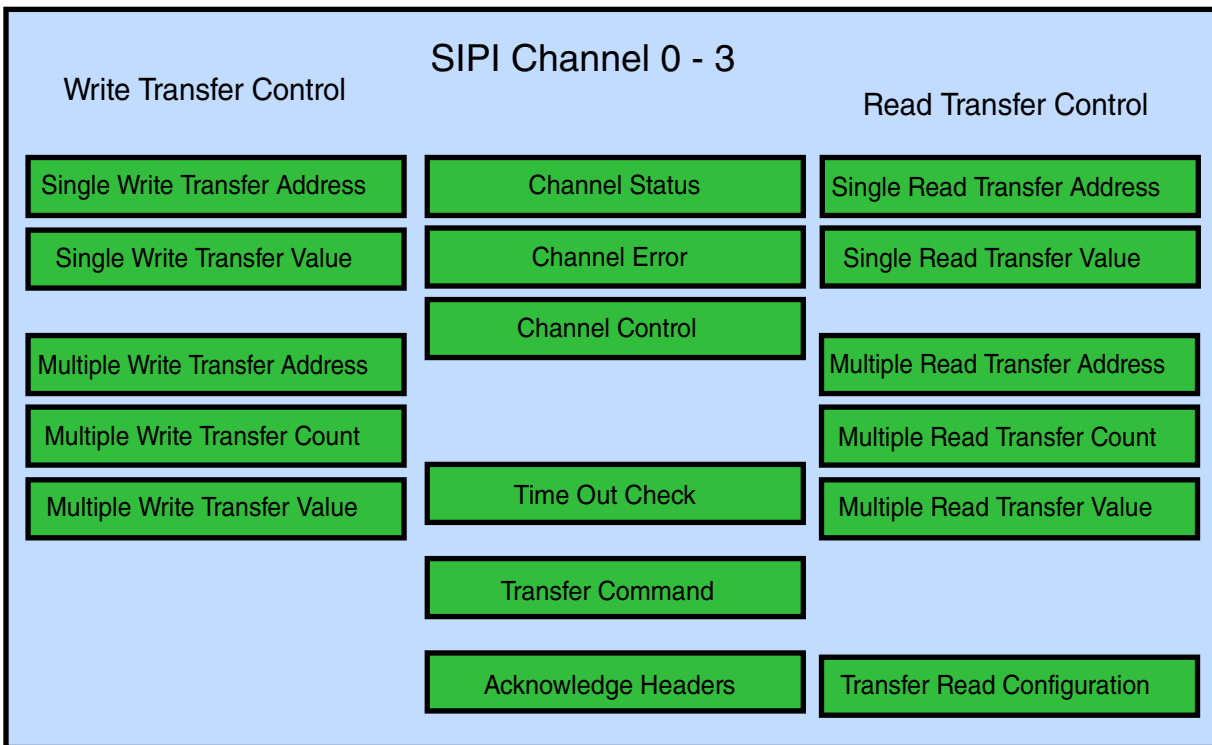 SIPI Channel 0 - 3
Write Transfer Control
Read Transfer Control
Single Write Transfer Address
Channel Status
Single Read Transfer Address
Single Write Transfer Value
Channel Error
Single Read Transfer Value
Channel Control
Multiple Write Transfer Address
Multiple Read Transfer Address
Multiple Write Transfer Count
Multiple Read Transfer Count
Time Out Check
Multiple Write Transfer Value
Multiple Read Transfer Value
Transfer Command
Acknowledge Headers
Transfer Read Configuration